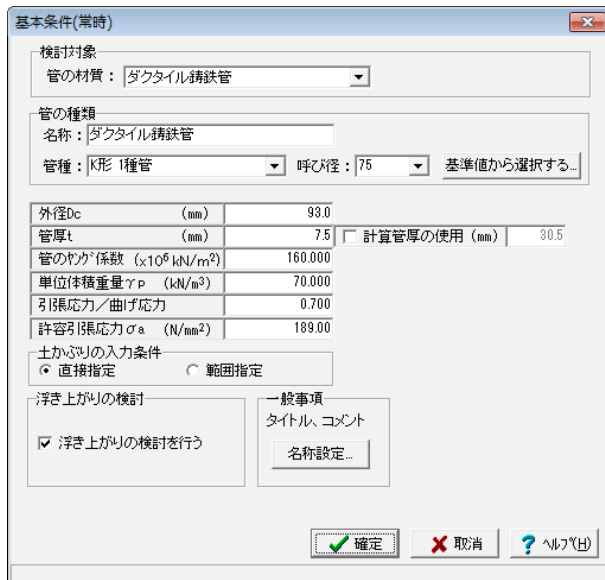 基本条件(常時)
検討対象
管の材質： ダクタイル鋳鉄管
管の種類
名称： ダクタイル鋳鉄管
管種： K形 1種管 呼び径： 75 基準値から選択する...
外径Dc (mm) 93.0
管厚t (mm) 7.5 計算管厚の使用 (mm) 30.5
管のﾔﾝｸﾞ係数 (x10⁶ kN/m²) 160.000
単位体積重量γp (kN/m³) 70.000
引張応力／曲げ応力 0.700
許容引張応力σa (N/mm²) 189.00
土かぶりの入力条件
直接指定 範囲指定
浮き上がりの検討 一般事項
タイトル、コメント
浮き上がりの検討を行う
名称設定...
確定 取消 ﾍﾙﾌﾟ(H)